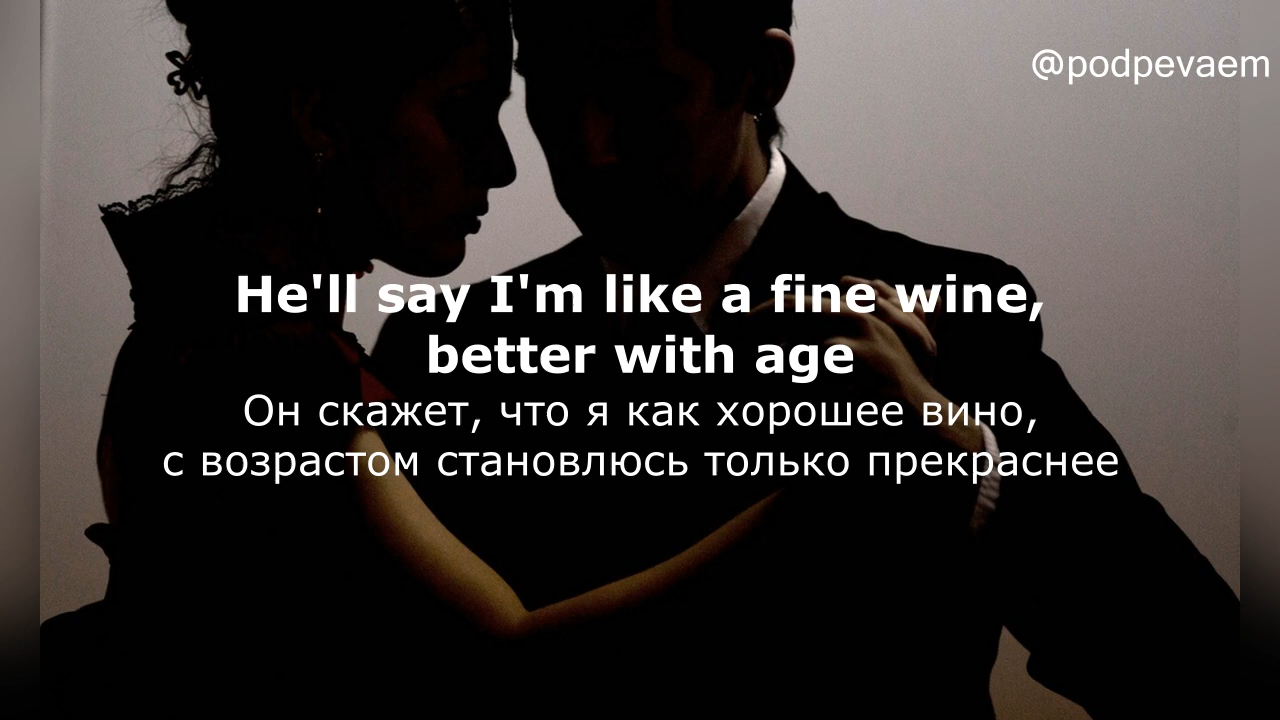 @podpevaem
He'll say I'm like a fine wine,
better with age
Он скажет, что я как хорошее вино,
с возрастом становлюсь только прекраснее